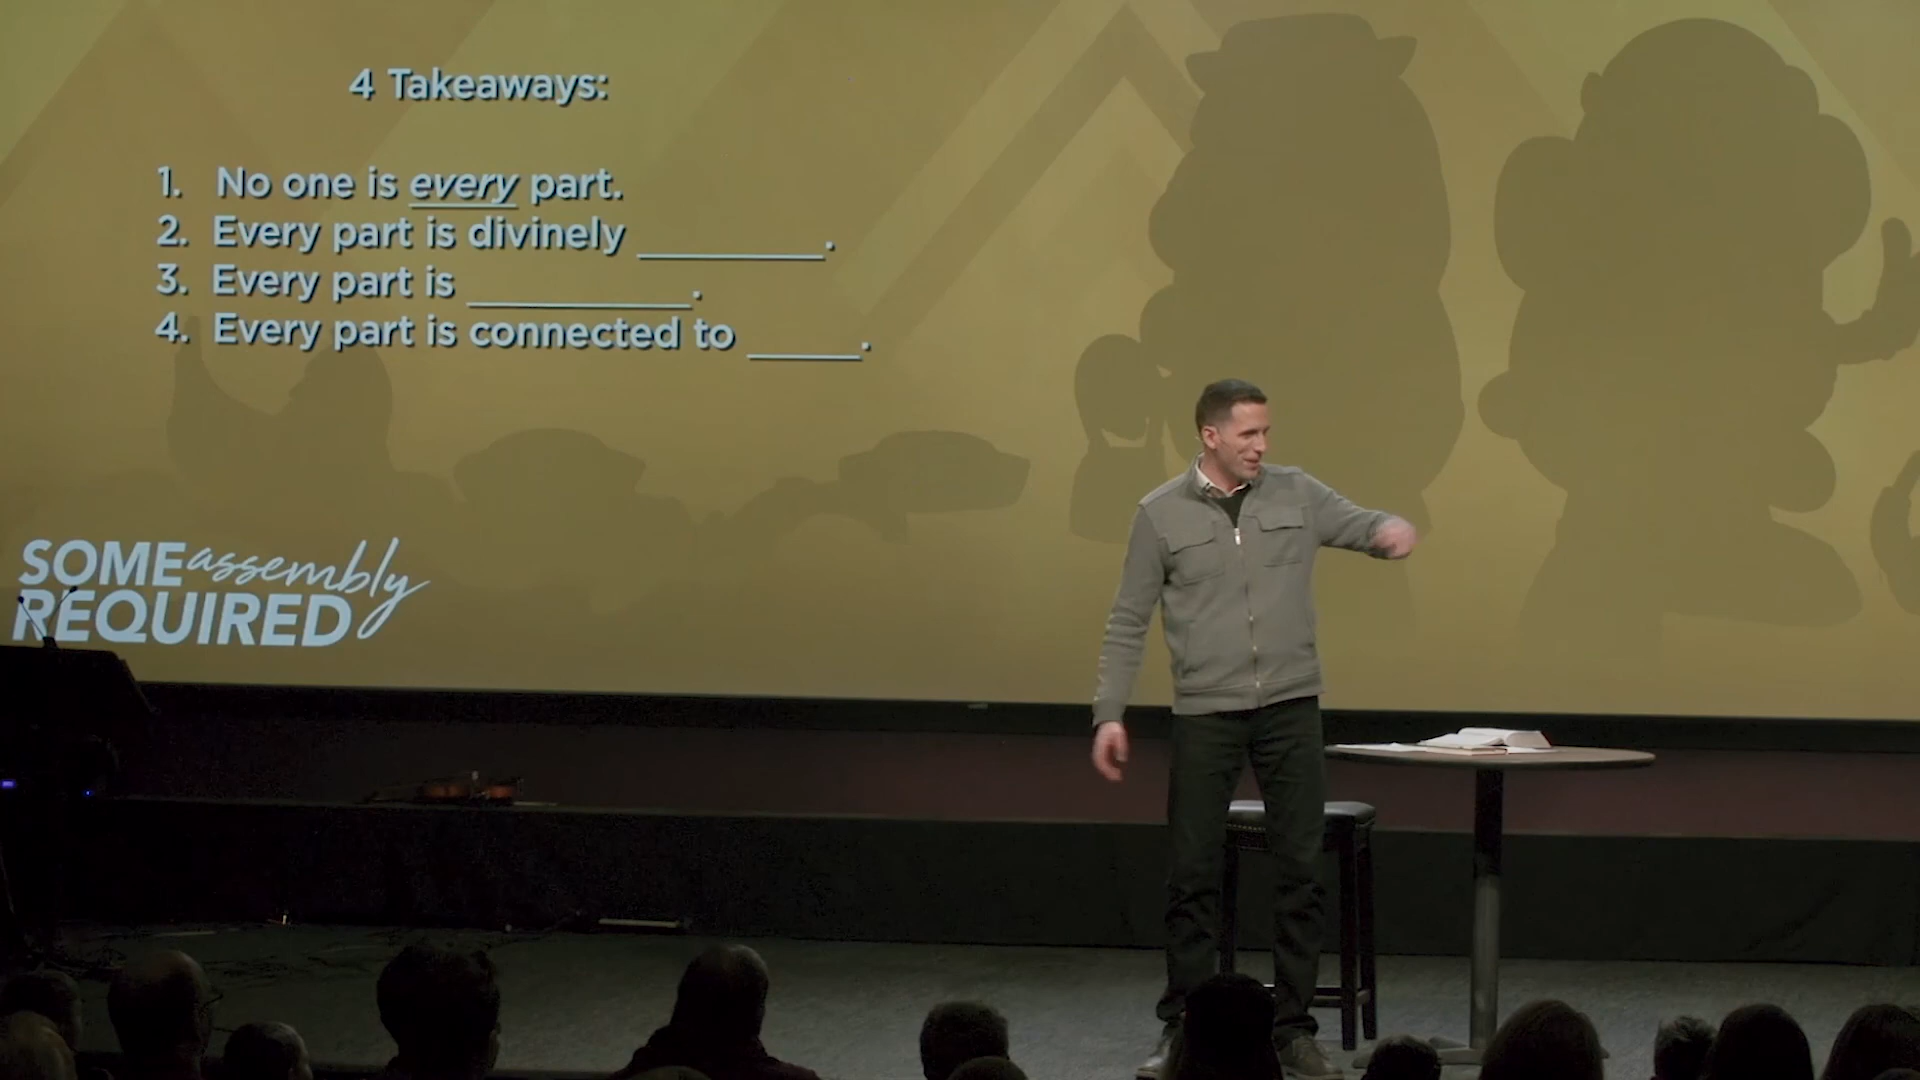 4 Takeaways:
1. No one is every part.
2. Every part is divinely _________.
3. Every part is ___________.
4. Every part is connected to _____.
SOME assembly
REQUIRED